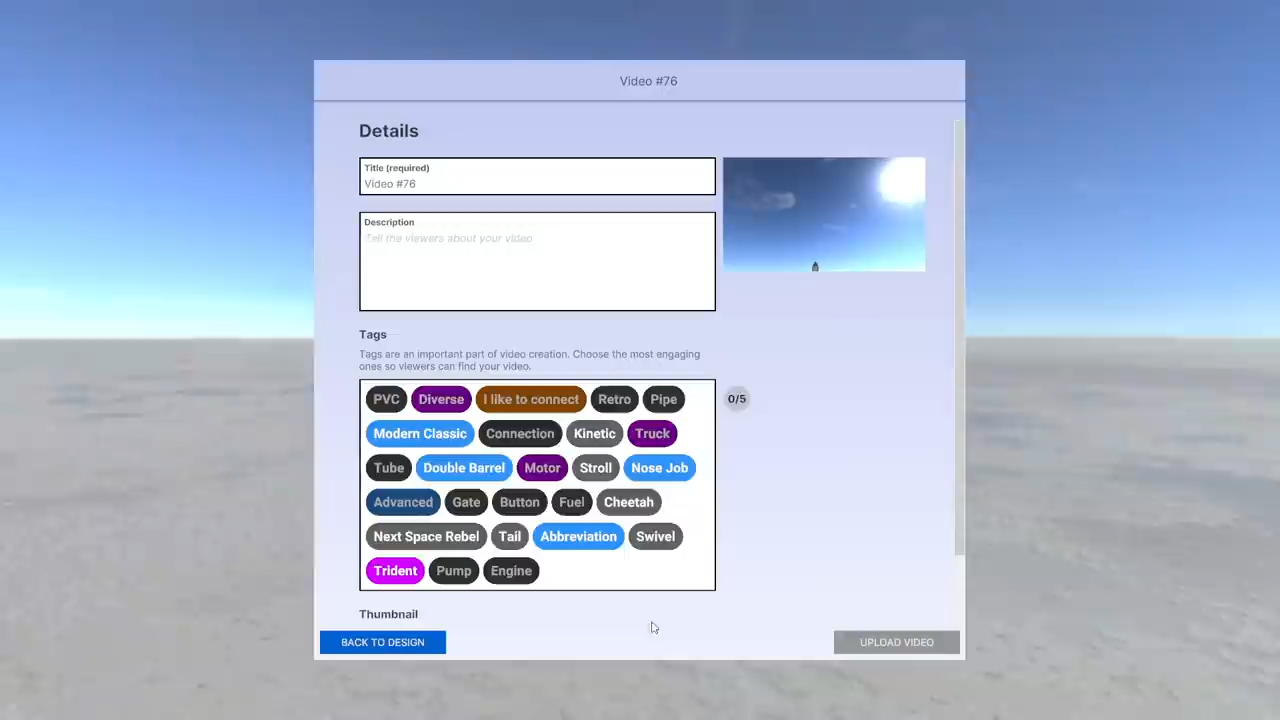 Video #76
Details
Title (required)
Video #76
Description
Tell the viewers about your video
Tags
Tags are an important part of video creation. Choose the most engaging
ones so viewers can find your video.
PVC Diverse I like to connect Retro Pipe
0/5
Modern Classic Connection Kinetic Truck
Tube Double Barrel Motor Stroll Nose Job
Advanced Gate Button Fuel Cheetah
Next Space Rebel Tail Abbreviation Swivel
Trident Pump Engine
Thumbnail
BACK TO DESIGN
UPLOAD VIDEO